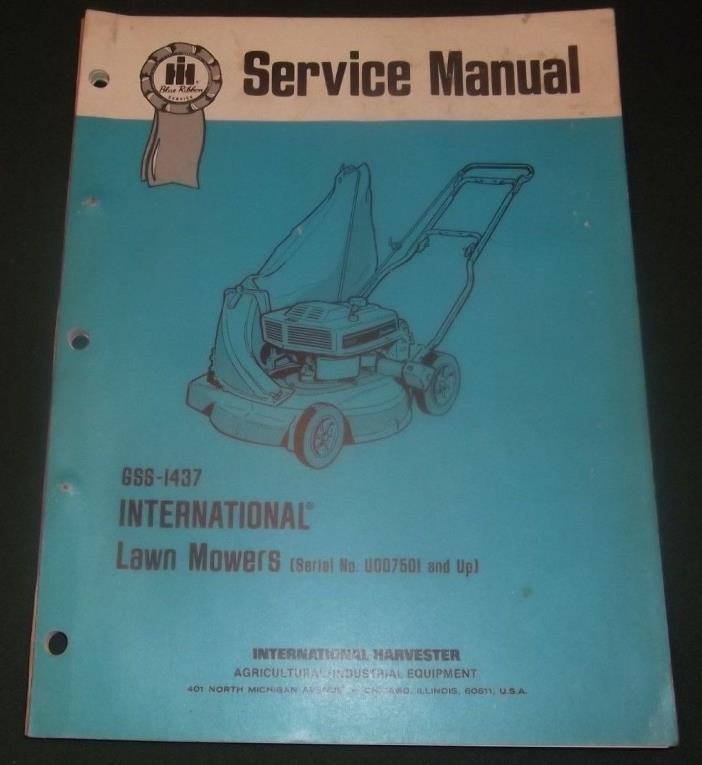 IH
Blue Ribbon
SERVICE
Service Manual
GSS-1437
INTERNATIONAL®
Lawn Mowers (Serial No. U007501 and Up)
INTERNATIONAL HARVESTER
AGRICULTURAL/INDUSTRIAL EQUIPMENT
401 NORTH MICHIGAN AVENUE • CHICAGO, ILLINOIS, 60611, U.S.A.